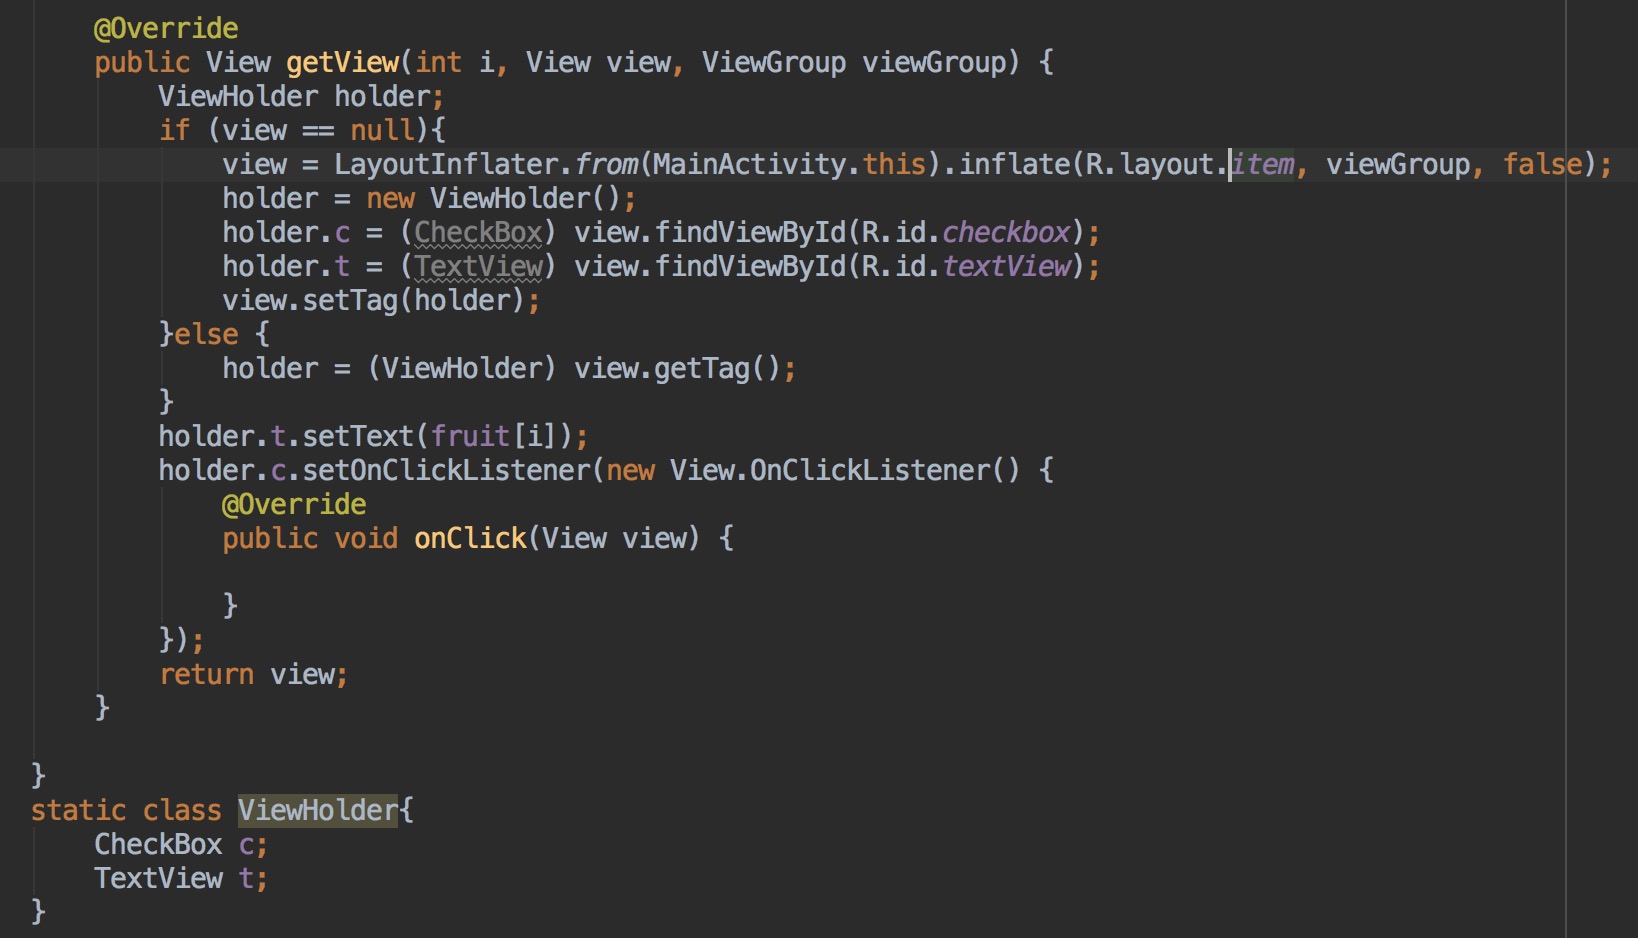 @Override
public View getView(int i, View view, ViewGroup viewGroup) {
ViewHolder holder;
if (view == null){
view = LayoutInflater.from(MainActivity.this).inflate(R.layout.item, viewGroup, false);
holder = new ViewHolder();
holder.c = (CheckBox) view.findViewById(R.id.checkbox);
holder.t = (TextView) view.findViewById(R.id.textView);
view.setTag(holder);
}else {
holder = (ViewHolder) view.getTag();
}
holder.t.setText(fruit[i]);
holder.c.setOnClickListener(new View.OnClickListener() {
@Override
public void onClick(View view) {
}
});
return view;
}
}
static class ViewHolder{
CheckBox c;
TextView t;
}